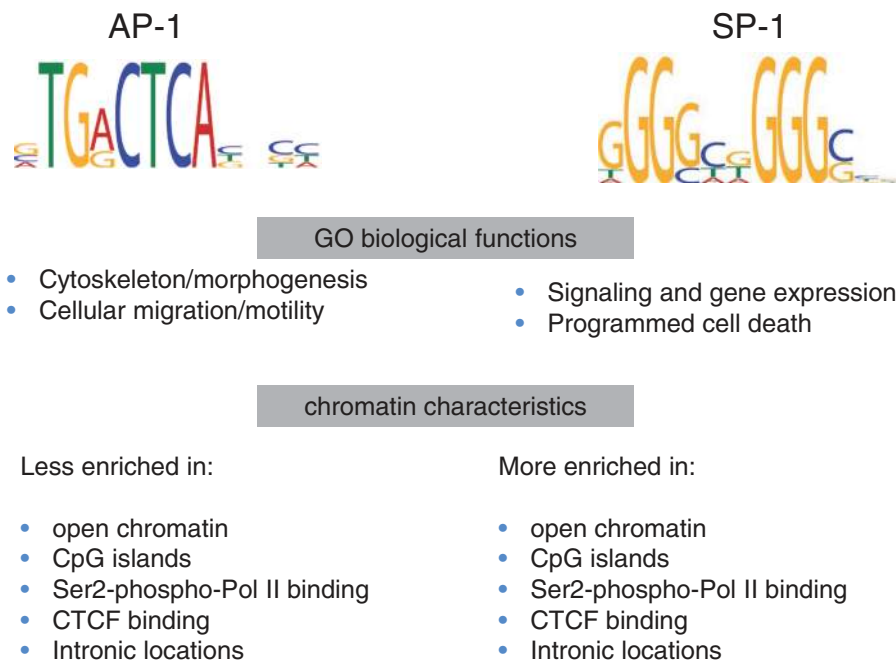 AP-1
TGACTCA
SP-1
GGGCGGGGC
GO biological functions
• Cytoskeleton/morphogenesis
• Cellular migration/motility
• Signaling and gene expression
• Programmed cell death
chromatin characteristics
Less enriched in:
• open chromatin
• CpG islands
• Ser2-phospho-Pol II binding
• CTCF binding
• Intronic locations
More enriched in:
• open chromatin
• CpG islands
• Ser2-phospho-Pol II binding
• CTCF binding
• Intronic locations